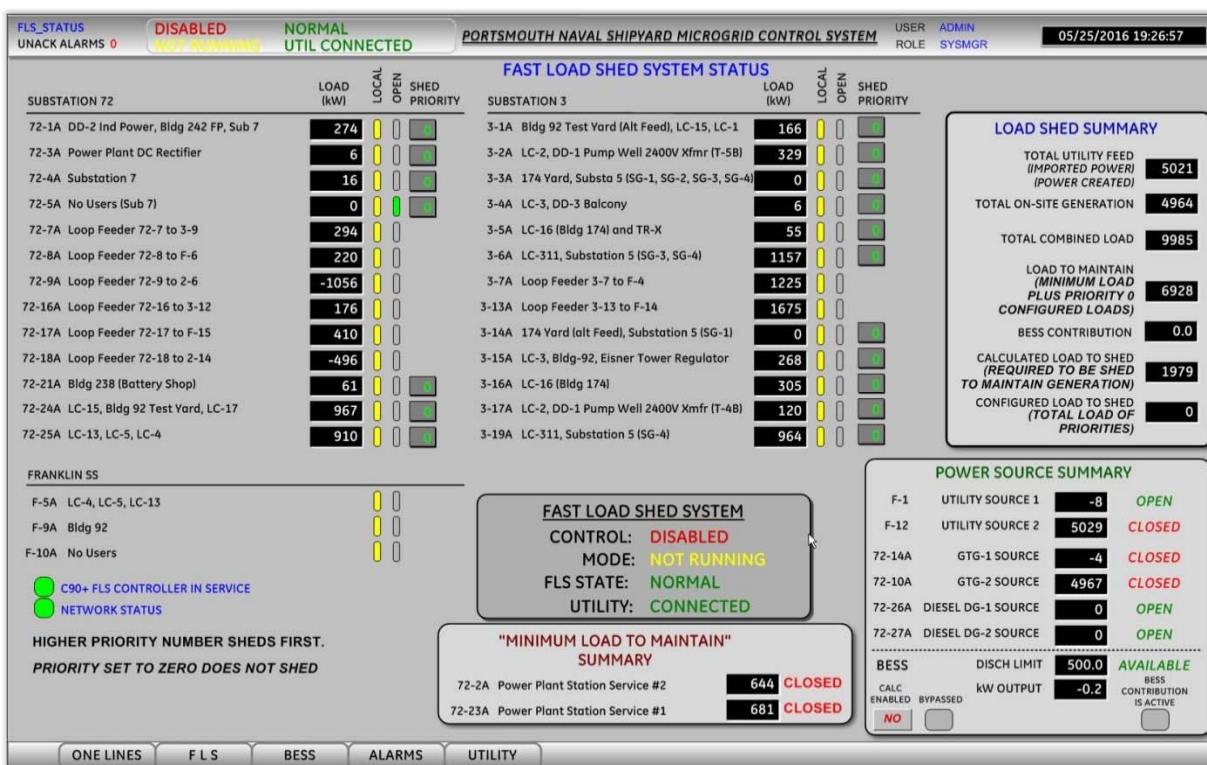 FLS_STATUS DISABLED NORMAL PORTSMOUTH NAVAL SHIPYARD MICROGRID CONTROL SYSTEM USER ADMIN 05/25/2016 19:26:57
UNACK ALARMS 0 NOT RUNNING UTIL CONNECTED ROLE SYSMGR
FAST LOAD SHED SYSTEM STATUS
SUBSTATION 72 LOAD (kW) LOCAL OPEN SHED PRIORITY
72-1A DD-2 Ind Power, Bldg 242 FP, Sub 7 274 0
72-3A Power Plant DC Rectifier 6 0
72-4A Substation 7 16 0
72-5A No Users (Sub 7) 0 0
72-7A Loop Feeder 72-7 to 3-9 294
72-8A Loop Feeder 72-8 to F-6 220
72-9A Loop Feeder 72-9 to 2-6 -1056
72-16A Loop Feeder 72-16 to 3-12 176
72-17A Loop Feeder 72-17 to F-15 410
72-18A Loop Feeder 72-18 to 2-14 -496
72-21A Bldg 238 (Battery Shop) 61 0
72-24A LC-15, Bldg 92 Test Yard, LC-17 967 0
72-25A LC-13, LC-5, LC-4 910 0
SUBSTATION 3 LOAD (kW) LOCAL OPEN SHED PRIORITY
3-1A Bldg 92 Test Yard (Alt Feed), LC-15, LC-1 166 0
3-2A LC-2, DD-1 Pump Well 2400V Xfmr (T-5B) 329 0
3-3A 174 Yard, Substa 5 (SG-1, SG-2, SG-3, SG-4) 0 0
3-4A LC-3, DD-3 Balcony 6 0
3-5A LC-16 (Bldg 174) and TR-X 55 0
3-6A LC-311, Substation 5 (SG-3, SG-4) 1157 0
3-7A Loop Feeder 3-7 to F-4 1225
3-13A Loop Feeder 3-13 to F-14 1675
3-14A 174 Yard (alt Feed), Substation 5 (SG-1) 0 0
3-15A LC-3, Bldg-92, Eisner Tower Regulator 268 0
3-16A LC-16 (Bldg 174) 305 0
3-17A LC-2, DD-1 Pump Well 2400V Xmfr (T-4B) 120 0
3-19A LC-311, Substation 5 (SG-4) 964 0
LOAD SHED SUMMARY
TOTAL UTILITY FEED
(IMPORTED POWER) 5021
(POWER CREATED)
TOTAL ON-SITE GENERATION 4964
TOTAL COMBINED LOAD 9985
LOAD TO MAINTAIN
(MINIMUM LOAD
PLUS PRIORITY 0 6928
CONFIGURED LOADS)
BESS CONTRIBUTION 0.0
CALCULATED LOAD TO SHED
(REQUIRED TO BE SHED 1979
TO MAINTAIN GENERATION)
CONFIGURED LOAD TO SHED
(TOTAL LOAD OF 0
PRIORITIES)
FRANKLIN SS
F-5A LC-4, LC-5, LC-13
F-9A Bldg 92
F-10A No Users
C90+ FLS CONTROLLER IN SERVICE
NETWORK STATUS
HIGHER PRIORITY NUMBER SHEDS FIRST.
PRIORITY SET TO ZERO DOES NOT SHED
FAST LOAD SHED SYSTEM
CONTROL: DISABLED
MODE: NOT RUNNING
FLS STATE: NORMAL
UTILITY: CONNECTED
"MINIMUM LOAD TO MAINTAIN"
SUMMARY
72-2A Power Plant Station Service #2 644 CLOSED
72-23A Power Plant Station Service #1 681 CLOSED
POWER SOURCE SUMMARY
F-1 UTILITY SOURCE 1 -8 OPEN
F-12 UTILITY SOURCE 2 5029 CLOSED
72-14A GTG-1 SOURCE -4 CLOSED
72-10A GTG-2 SOURCE 4967 CLOSED
72-26A DIESEL DG-1 SOURCE 0 OPEN
72-27A DIESEL DG-2 SOURCE 0 OPEN
BESS DISCH LIMIT 500.0 AVAILABLE
CALC ENABLED BYPASSED kW OUTPUT -0.2 BESS CONTRIBUTION IS ACTIVE
NO
ONE LINES FLS BESS ALARMS UTILITY